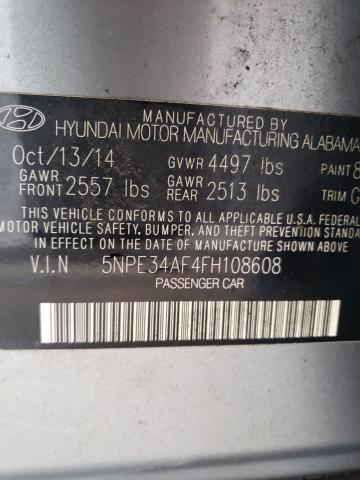 MANUFACTURED BY
HYUNDAI MOTOR MANUFACTURING ALABAMA
Oct/13/14 GVWR 4497 lbs PAINT 8
GAWR FRONT 2557 lbs GAWR REAR 2513 lbs TRIM G
THIS VEHICLE CONFORMS TO ALL APPLICABLE U.S.A. FEDERAL
MOTOR VEHICLE SAFETY, BUMPER, AND THEFT PREVENTION
STANDARDS IN EFFECT ON THE DATE OF MANUFACTURE
SHOWN ABOVE
V.I.N 5NPE34AF4FH108608
PASSENGER CAR